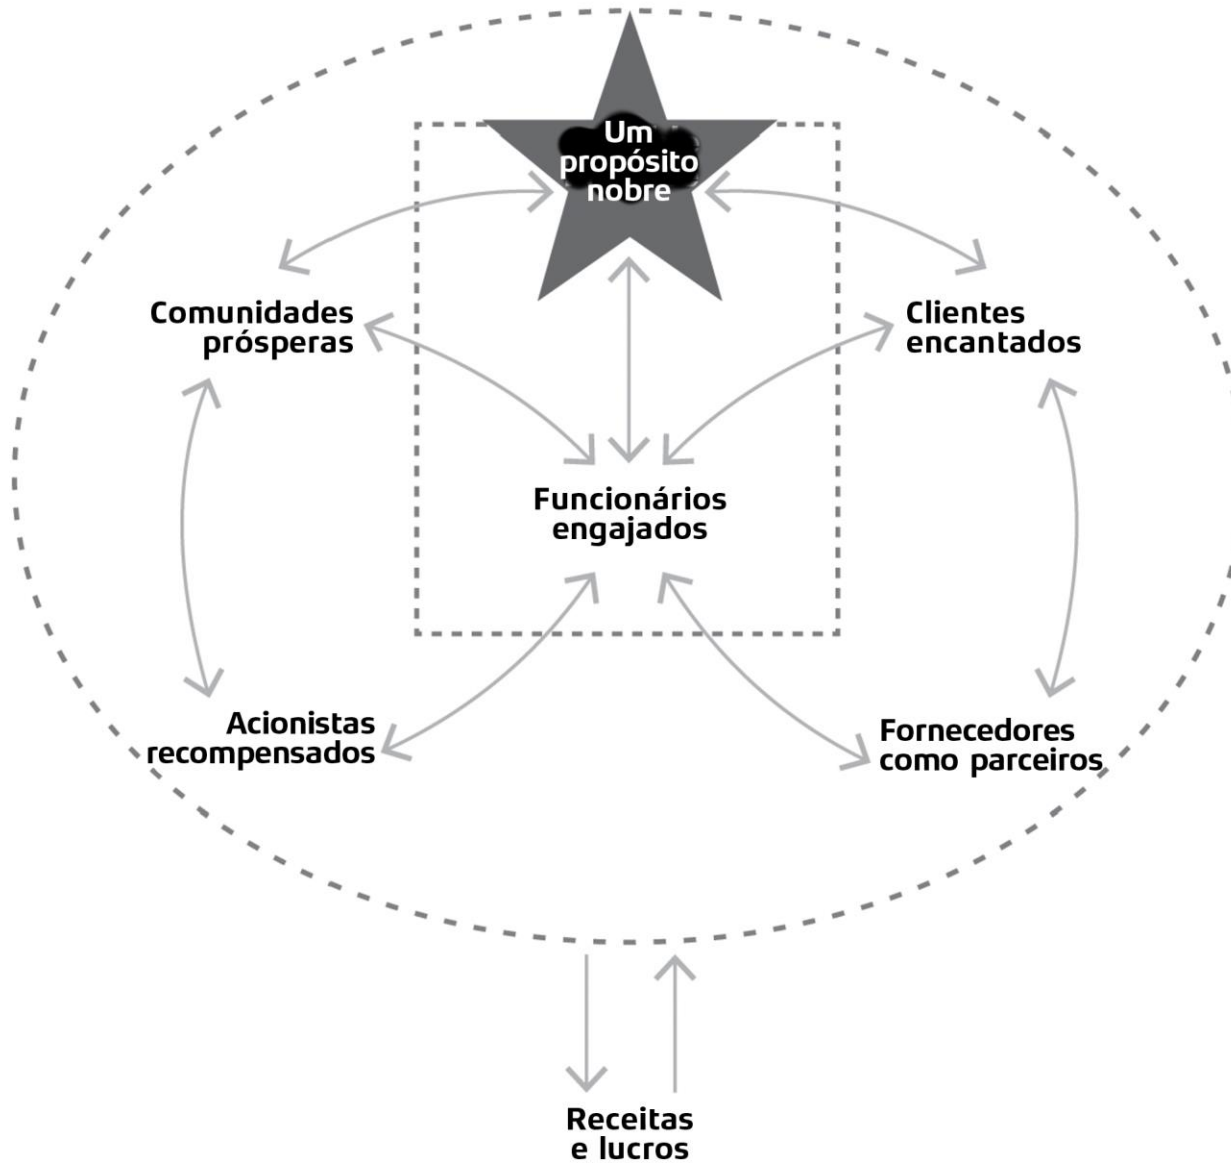 Um
propósito
nobre
Comunidades
prósperas
Clientes
encantados
Funcionários
engajados
Acionistas
recompensados
Fornecedores
como parceiros
Receitas
e lucros